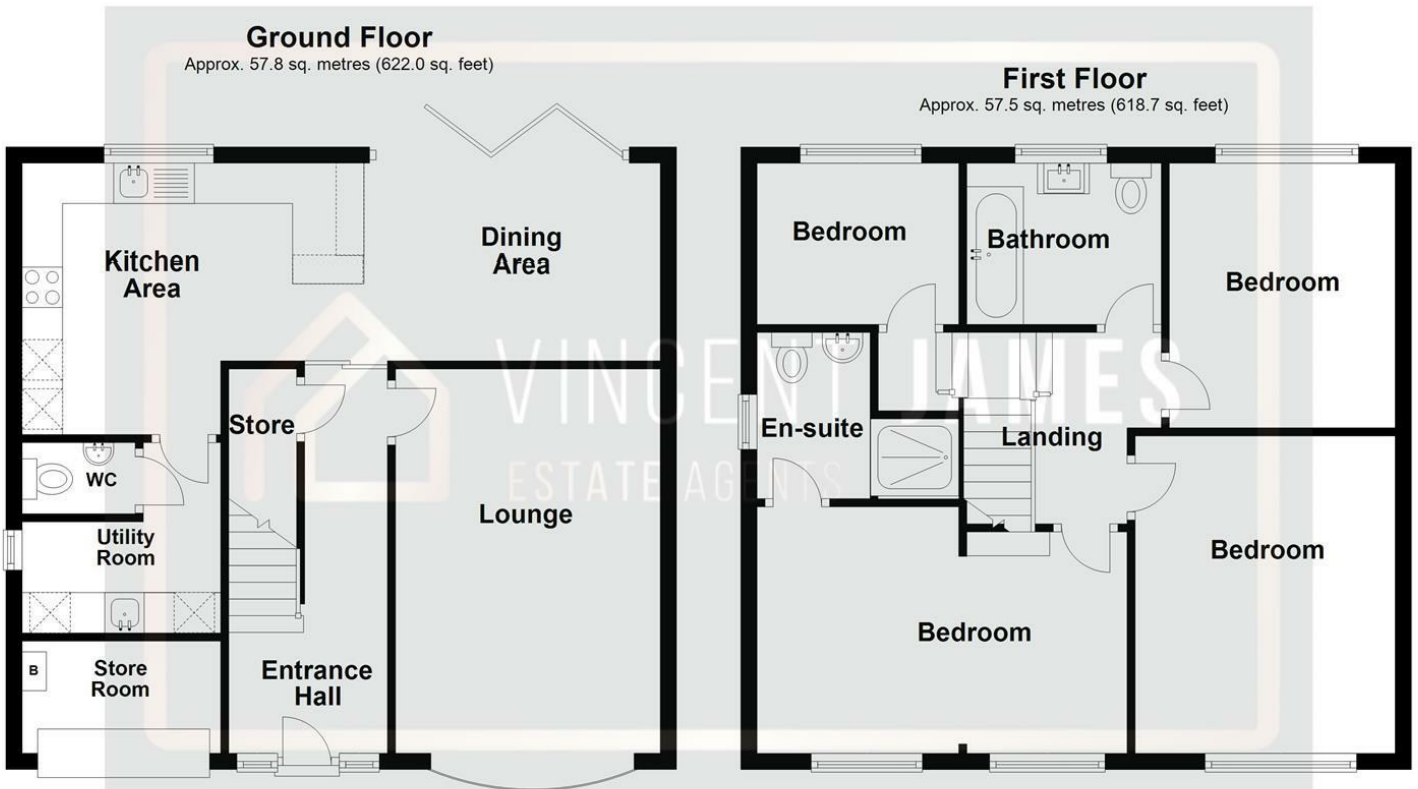 Ground Floor
Approx. 57.8 sq. metres (622.0 sq. feet)
First Floor
Approx. 57.5 sq. metres (618.7 sq. feet)
Kitchen
Area
Dining
Area
Store
WC
Utility
Room
Lounge
B
Store
Room
Entrance
Hall
Bedroom
Bathroom
Bedroom
En-suite
Landing
Bedroom
Bedroom
VINCENT JAMES
ESTATE AGENTS